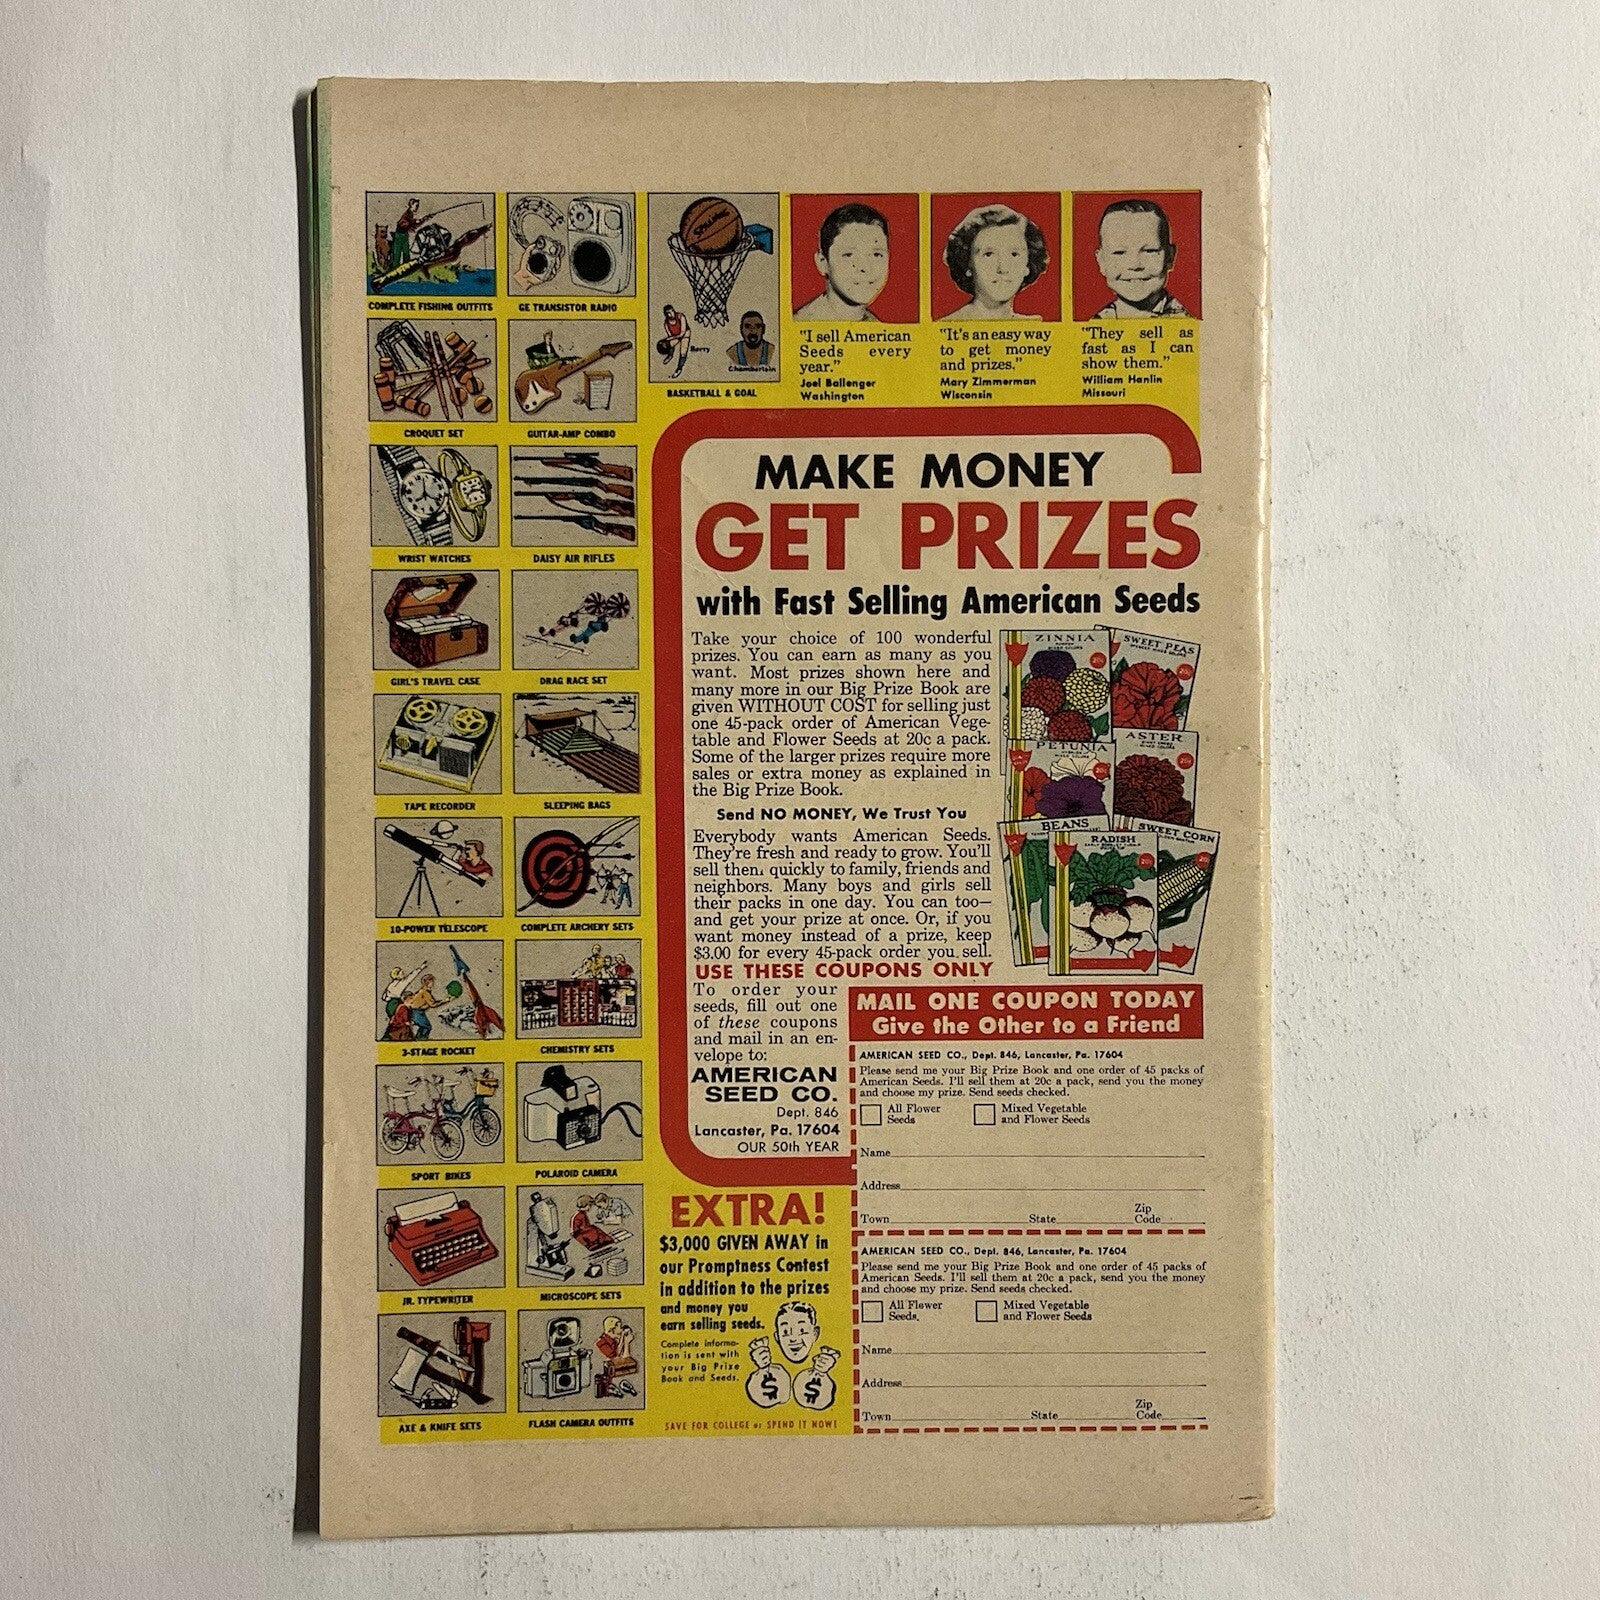 COMPLETE FISHING OUTFITS
GE TRANSISTOR RADIO
SPALDING
Barry
Chamberlain
BASKETBALL & GOAL
CROQUET SET
GUITAR-AMP COMBO
WRIST WATCHES
DAISY AIR RIFLES
GIRL'S TRAVEL CASE
DRAG RACE SET
TAPE RECORDER
SLEEPING BAGS
10-POWER TELESCOPE
COMPLETE ARCHERY SETS
3-STAGE ROCKET
CHEMISTRY SETS
SPORT BIKES
POLAROID CAMERA
JR. TYPEWRITER
MICROSCOPE SETS
AXE & KNIFE SETS
FLASH CAMERA OUTFITS
"I sell American
Seeds every
year."
Joel Ballenger
Washington
"It's an easy way
to get money
and prizes."
Mary Zimmerman
Wisconsin
"They sell as
fast as I can
show them."
William Hanlin
Missouri
MAKE MONEY
GET PRIZES
with Fast Selling American Seeds
Take your choice of 100 wonderful
prizes. You can earn as many as you
want. Most prizes shown here and
many more in our Big Prize Book are
given WITHOUT COST for selling just
one 45-pack order of American Vege-
table and Flower Seeds at 20c a pack.
Some of the larger prizes require more
sales or extra money as explained in
the Big Prize Book.
Send NO MONEY, We Trust You
Everybody wants American Seeds.
They're fresh and ready to grow. You'll
sell them quickly to family, friends and
neighbors. Many boys and girls sell
their packs in one day. You can too—
and get your prize at once. Or, if you
want money instead of a prize, keep
$3.00 for every 45-pack order you sell.
USE THESE COUPONS ONLY
To order your
seeds, fill out one
of these coupons
and mail in an en-
velope to:
AMERICAN
SEED CO.
Dept. 846
Lancaster, Pa. 17604
OUR 50th YEAR
ZINNIA
20¢
SWEET PEAS
20¢
PETUNIA
20¢
ASTER
20¢
BEANS
RADISH
20¢
SWEET CORN
20¢
MAIL ONE COUPON TODAY
Give the Other to a Friend
AMERICAN SEED CO., Dept. 846, Lancaster, Pa. 17604
Please send me your Big Prize Book and one order of 45 packs of
American Seeds. I'll sell them at 20c a pack, send you the money
and choose my prize. Send seeds checked.
All Flower
Seeds
Mixed Vegetable
and Flower Seeds
Name
Address
Town State Zip
Code
AMERICAN SEED CO., Dept. 846, Lancaster, Pa. 17604
Please send me your Big Prize Book and one order of 45 packs of
American Seeds. I'll sell them at 20c a pack, send you the money
and choose my prize. Send seeds checked.
All Flower
Seeds.
Mixed Vegetable
and Flower Seeds
Name
Address
Town State Zip
Code
EXTRA!
$3,000 GIVEN AWAY in
our Promptness Contest
in addition to the prizes
and money you
earn selling seeds.
Complete informa-
tion is sent with
your Big Prize
Book and Seeds.
$ $
SAVE FOR COLLEGE or SPEND IT NOW!